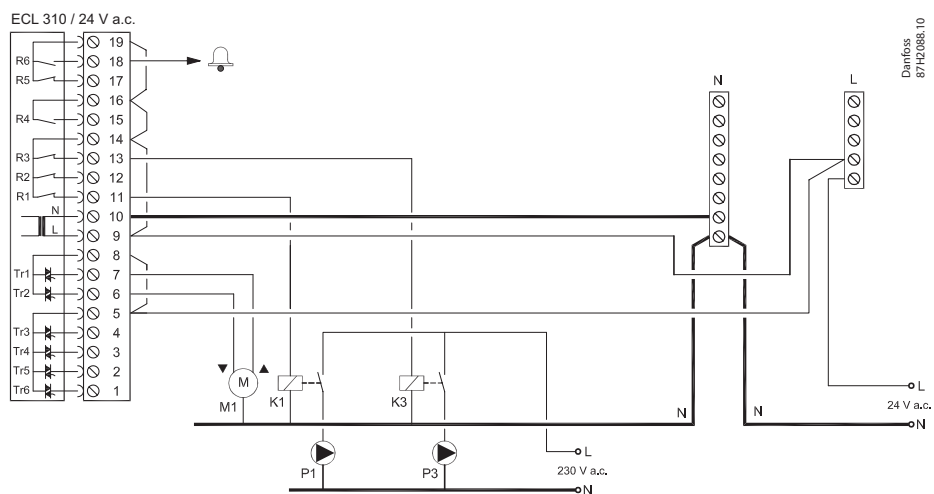 ECL 310 / 24 V a.c.
Danfoss
87H2088.10
N
L
19
R6 18
R5 17
16
R4 15
14
R3 13
R2 12
R1 11
N 10
L 9
8
Tr1 7
Tr2 6
5
Tr3 4
Tr4 3
Tr5 2
Tr6 1
M
M1
K1
K3
N
N
L
24 V a.c.
N
P1
P3
L
230 V a.c.
N